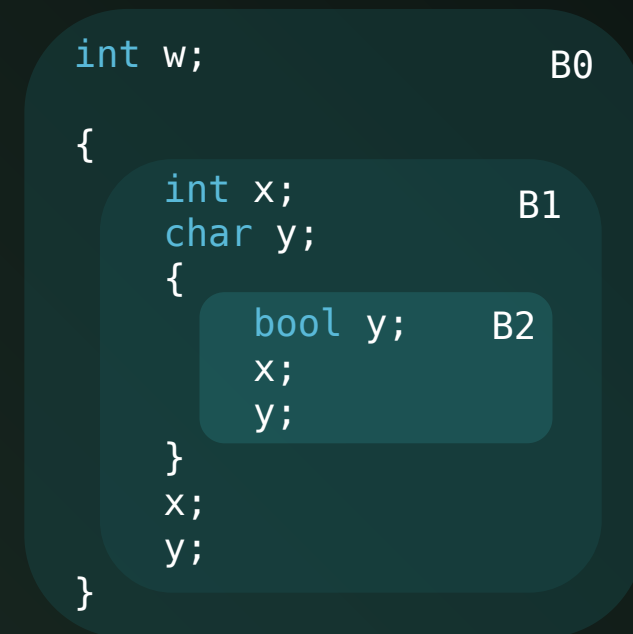 int w; B0
{
int x; B1
char y;
{
bool y; B2
x;
y;
}
x;
y;
}